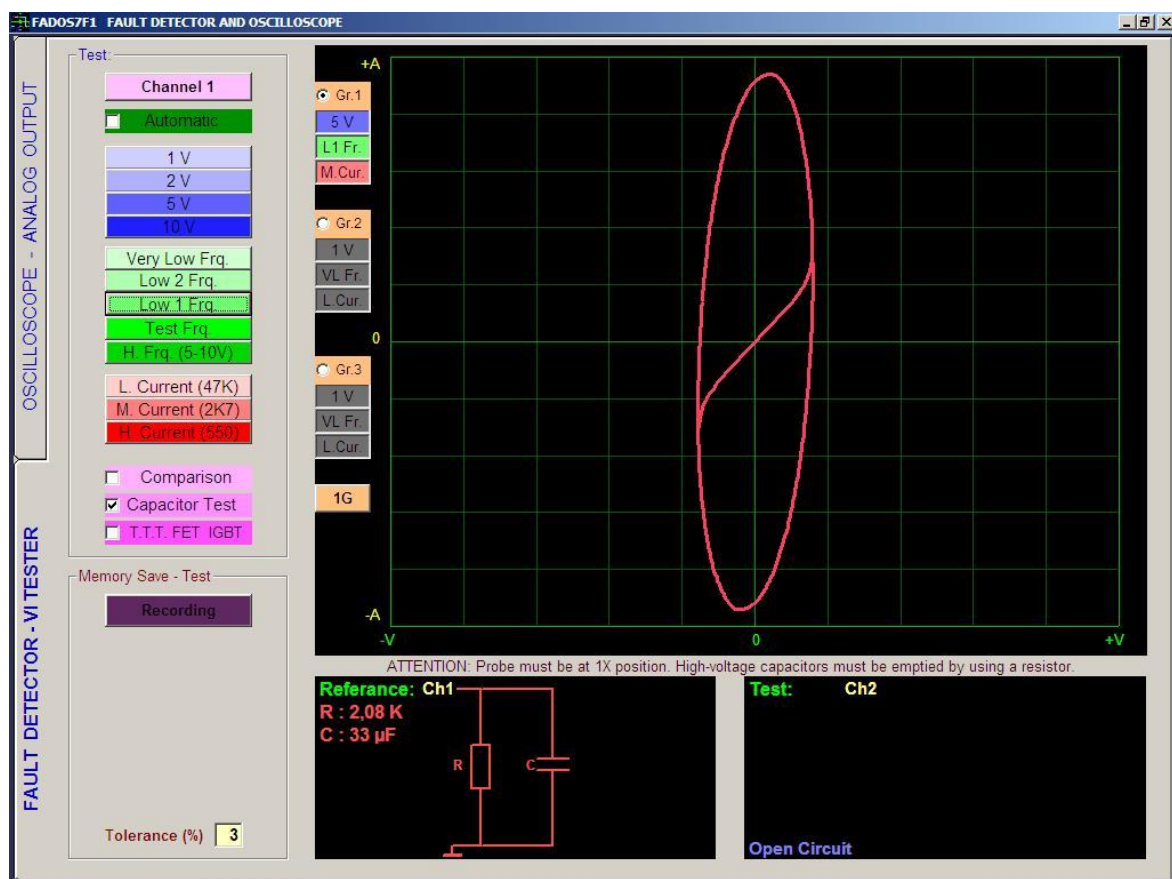 FADOS7F1 FAULT DETECTOR AND OSCILLOSCOPE
OSCILLOSCOPE - ANALOG OUTPUT
FAULT DETECTOR - VI TESTER
Test:
Channel 1
Automatic
1 V
2 V
5 V
10 V
Very Low Frq.
Low 2 Frq.
Low 1 Frq.
Test Frq.
H. Frq. (5-10V)
L. Current (47K)
M. Current (2K7)
H. Current (550)
Comparison
Capacitor Test
T.T.T. FET IGBT
Memory Save - Test
Recording
Tolerance (%) 3
Gr.1
5 V
L1 Fr.
M.Cur.
Gr.2
1 V
VL Fr.
L.Cur.
Gr.3
1 V
VL Fr.
L.Cur.
1G
+A
0
-A
-V
0
+V
ATTENTION: Probe must be at 1X position. High-voltage capacitors must be emptied by using a resistor.
Referance: Ch1
R : 2,08 K
C : 33 µF
R
C
Test: Ch2
Open Circuit